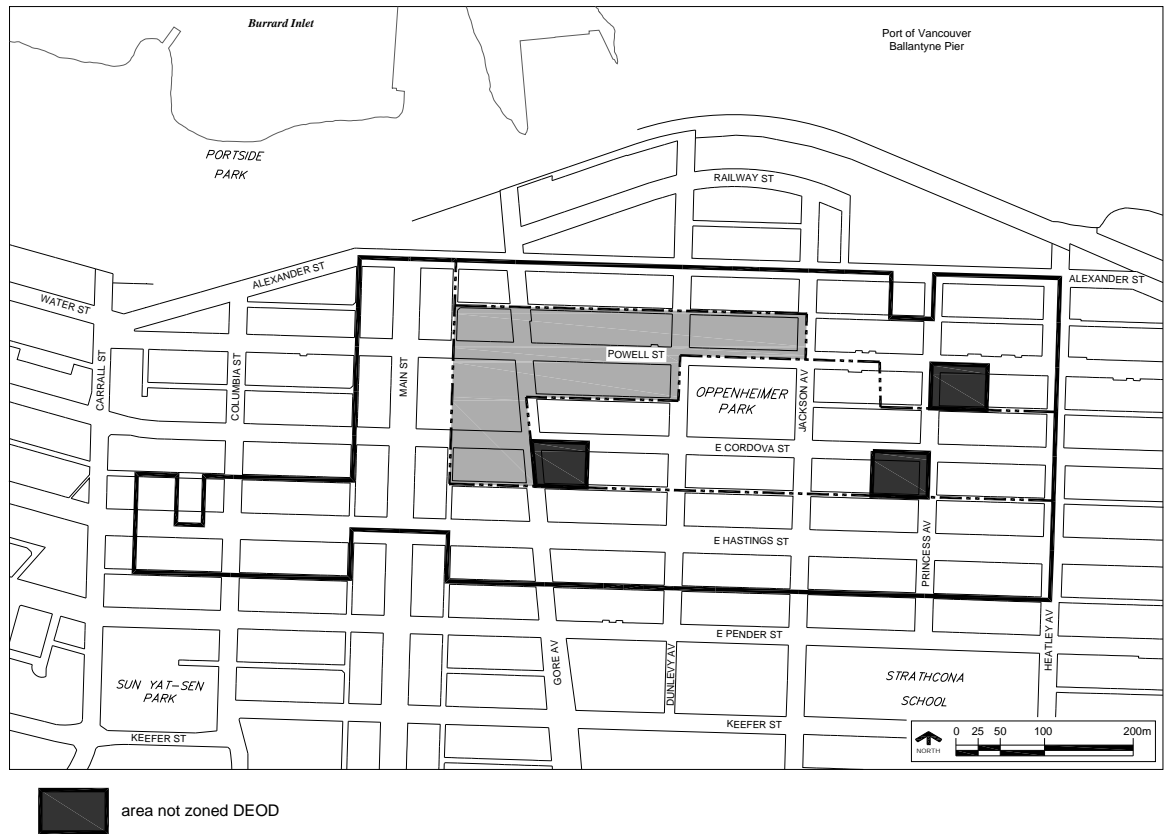 Burrard Inlet
Port of Vancouver
Ballantyne Pier
PORTSIDE
PARK
RAILWAY ST
ALEXANDER ST
ALEXANDER ST
WATER ST
CARRALL ST
COLUMBIA ST
MAIN ST
POWELL ST
OPPENHEIMER
PARK
JACKSON AV
E CORDOVA ST
E HASTINGS ST
PRINCESS AV
E PENDER ST
GORE AV
DUNLEVY AV
HEATLEY AV
SUN YAT-SEN
PARK
STRATHCONA
SCHOOL
KEEFER ST
KEEFER ST
NORTH
0 25 50 100 200m
area not zoned DEOD